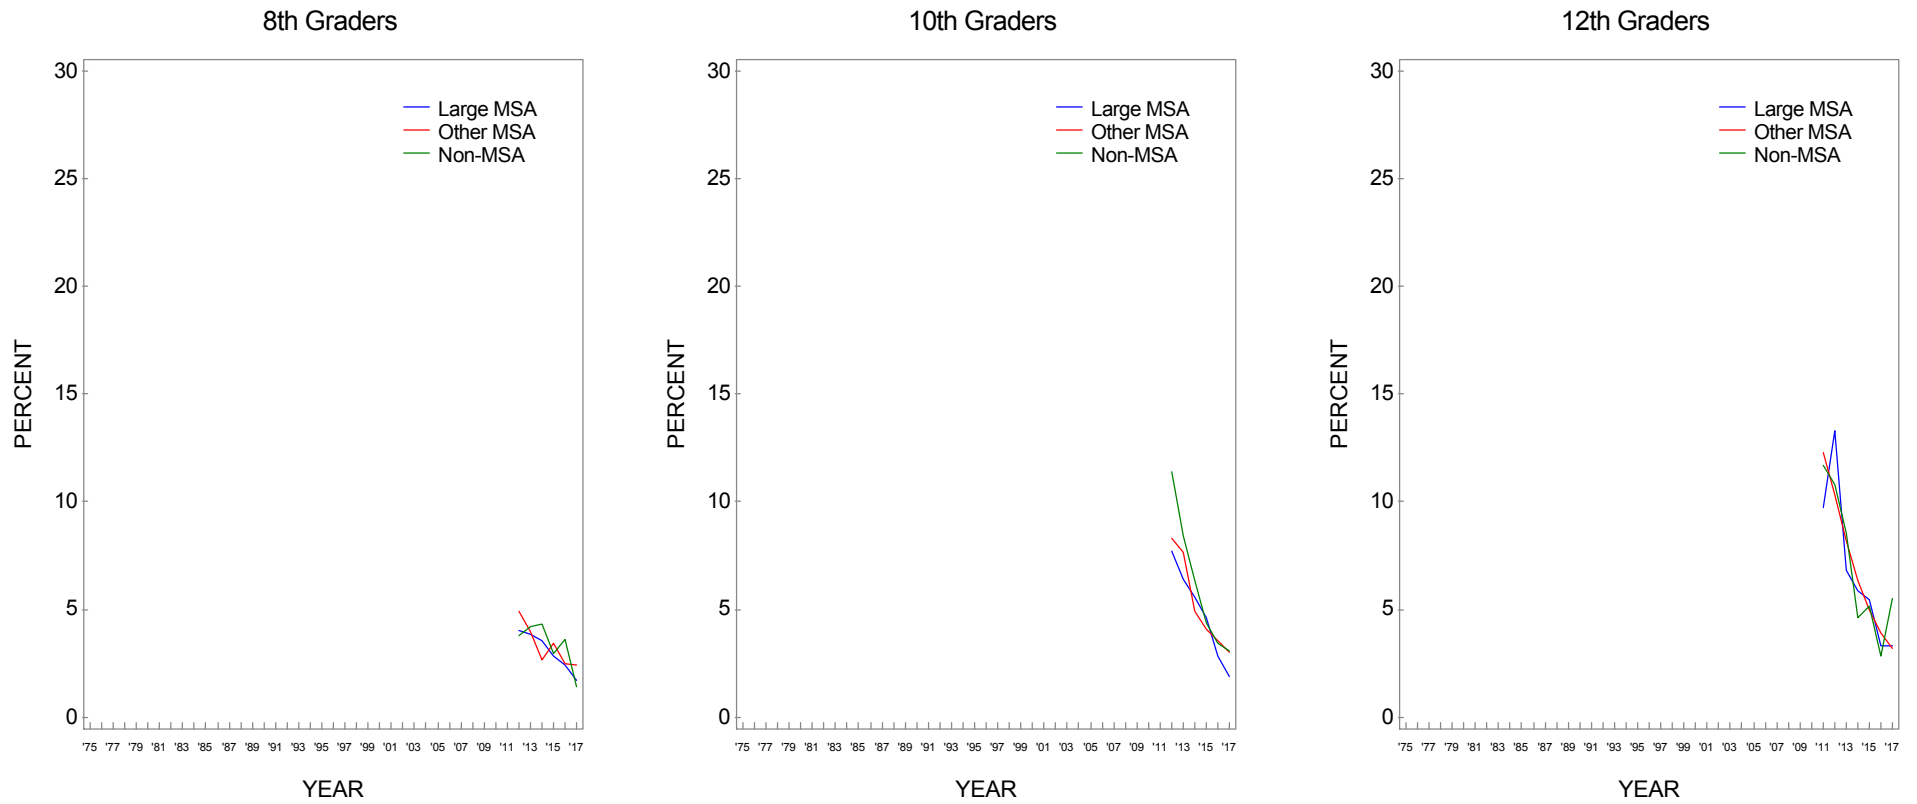 8th Graders
30
25
20
15
10
5
0
PERCENT
Large MSA
Other MSA
Non-MSA
'75 '77 '79 '81 '83 '85 '87 '89 '91 '93 '95 '97 '99 '01 '03 '05 '07 '09 '11 '13 '15 '17
YEAR
10th Graders
30
25
20
15
10
5
0
PERCENT
Large MSA
Other MSA
Non-MSA
'75 '77 '79 '81 '83 '85 '87 '89 '91 '93 '95 '97 '99 '01 '03 '05 '07 '09 '11 '13 '15 '17
YEAR
12th Graders
30
25
20
15
10
5
0
PERCENT
Large MSA
Other MSA
Non-MSA
'75 '77 '79 '81 '83 '85 '87 '89 '91 '93 '95 '97 '99 '01 '03 '05 '07 '09 '11 '13 '15 '17
YEAR